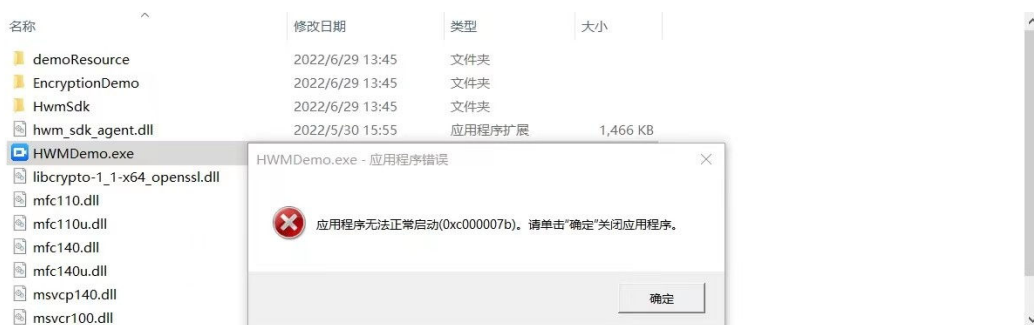 名称 修改日期 类型 大小
demoResource 2022/6/29 13:45 文件夹
EncryptionDemo 2022/6/29 13:45 文件夹
HwmSdk 2022/6/29 13:45 文件夹
hwm_sdk_agent.dll 2022/5/30 15:55 应用程序扩展 1,466 KB
HWMDemo.exe
HWMDemo.exe - 应用程序错误
libcrypto-1_1-x64_openssl.dll
mfc110.dll
mfc110u.dll
应用程序无法正常启动(0xc000007b)。请单击“确定”关闭应用程序。
mfc140.dll
mfc140u.dll
msvcp140.dll
确定
msvcr100.dll